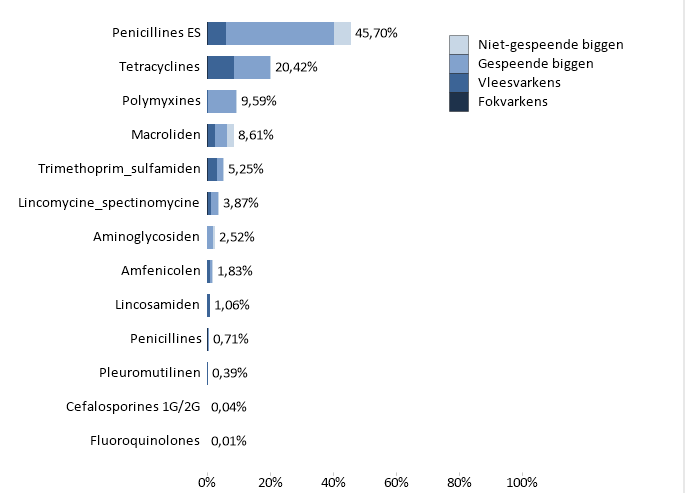 Penicillines ES 45,70%
Tetracyclines 20,42%
Polymyxines 9,59%
Macroliden 8,61%
Trimethoprim_sulfamiden 5,25%
Lincomycine_spectinomycine 3,87%
Aminoglycosiden 2,52%
Amfenicolen 1,83%
Lincosamiden 1,06%
Penicillines 0,71%
Pleuromutilinen 0,39%
Cefalosporines 1G/2G 0,04%
Fluoroquinolones 0,01%
0% 20% 40% 60% 80% 100%
Niet-gespeende biggen
Gespeende biggen
Vleesvarkens
Fokvarkens